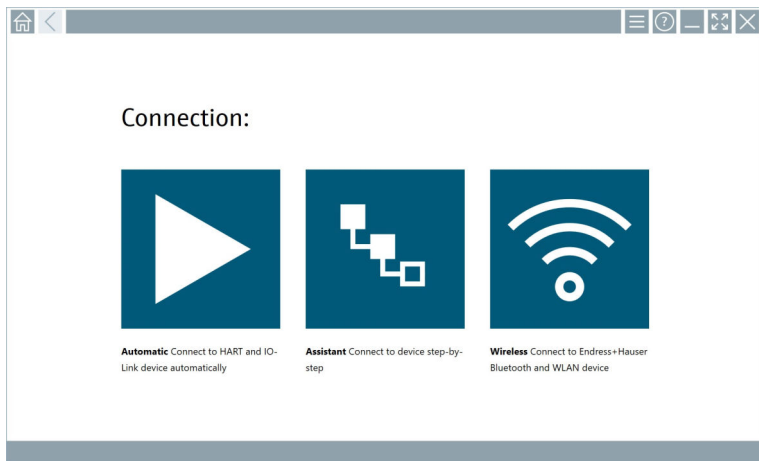 Connection:
Automatic Connect to HART and IO-
Link device automatically
Assistant Connect to device step-by-
step
Wireless Connect to Endress+Hauser
Bluetooth and WLAN device